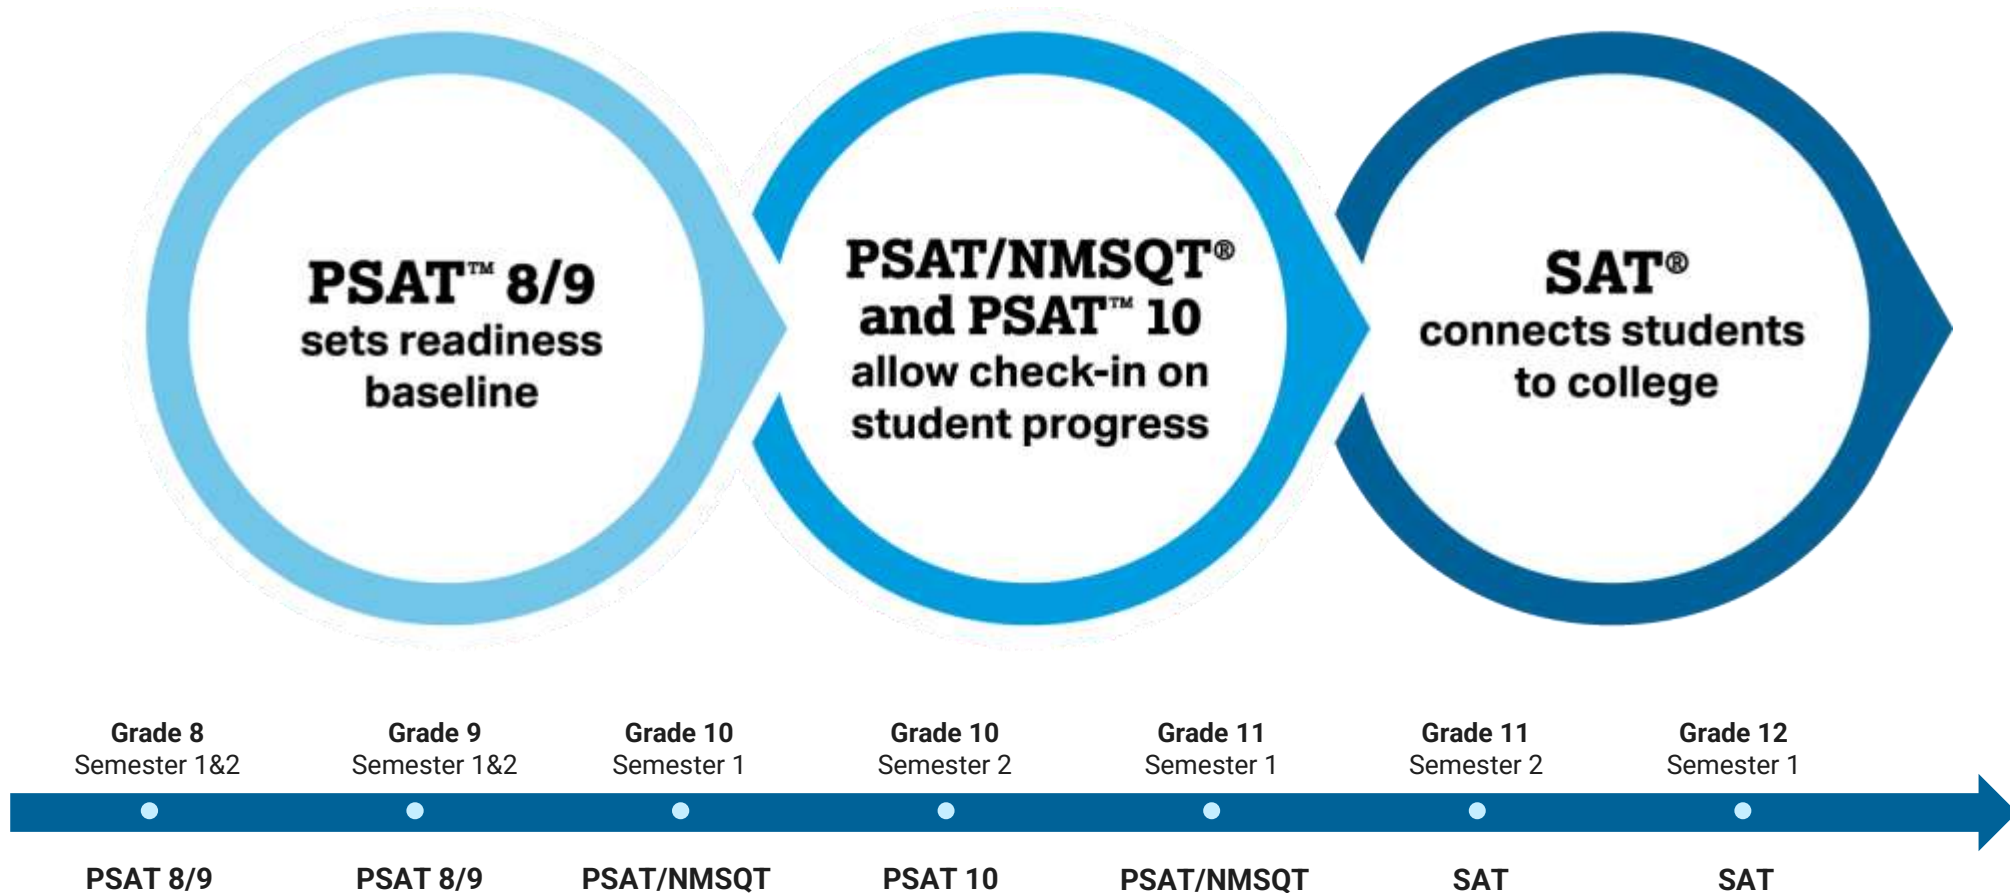 PSAT™ 8/9
sets readiness
baseline
PSAT/NMSQT®
and PSAT™ 10
allow check-in on
student progress
SAT®
connects students
to college
Grade 8
Semester 1&2
Grade 9
Semester 1&2
Grade 10
Semester 1
Grade 10
Semester 2
Grade 11
Semester 1
Grade 11
Semester 2
Grade 12
Semester 1
PSAT 8/9
PSAT 8/9
PSAT/NMSQT
PSAT 10
PSAT/NMSQT
SAT
SAT